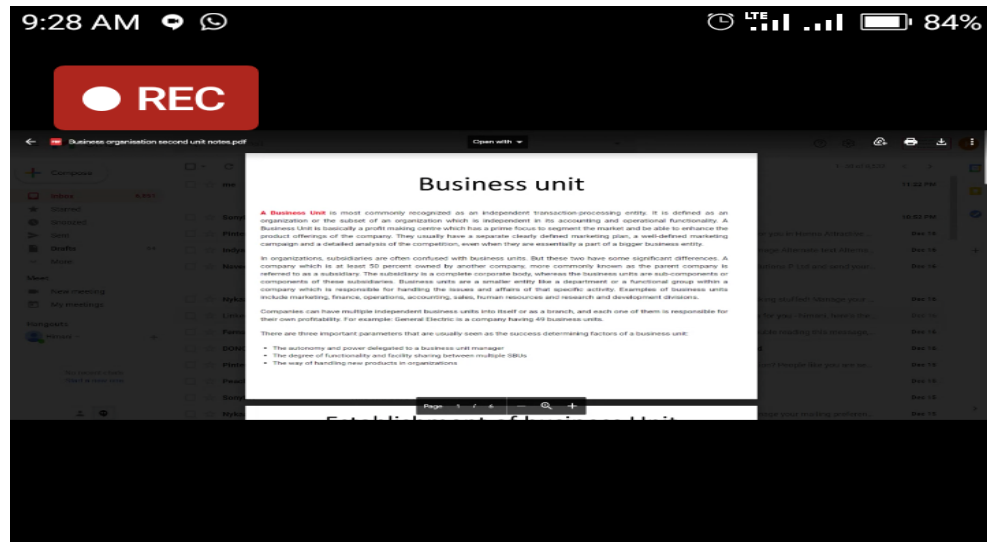 9:28 AM
LTE
84%
REC
Business organisation second unit notes.pdf
Open with
Compose
Inbox
Starred
Snoozed
Sent
Drafts
More
Meet
New meeting
My meetings
Hangouts
me
11:22 PM
10:52 PM
Business unit
A Business Unit is most commonly recognized as an independent transaction-processing entity. It is defined as an
organization or the subset of an organization which is independent in its accounting and operational functionality. A
Business Unit is basically a profit making centre which has a prime focus to segment the market and be able to enhance the
product offerings of the company. They usually have a separate clearly defined marketing plan, a well-defined marketing
campaign and a detailed analysis of the competition, even when they are essentially a part of a bigger business entity.
In organizations, subsidiaries are often confused with business units. But these two have some significant differences. A
company which is at least 50 percent owned by another company, more commonly known as the parent company is
referred to as a subsidiary. The subsidiary is a complete corporate body, whereas the business units are sub-components or
components of these subsidiaries. Business units are a smaller entity like a department or a functional group within a
company which is responsible for handling the issues and affairs of that specific activity. Examples of business units
include marketing, finance, operations, accounting, sales, human resources and research and development divisions.
Companies can have multiple independent business units into itself or as a branch, and each one of them is responsible for
their own profitability. For example: General Electric is a company having 49 business units.
There are three important parameters that are usually seen as the success determining factors of a business unit:
• The autonomy and power delegated to a business unit manager
• The degree of functionality and facility sharing between multiple SBUs
• The way of handling new products in organizations
Page 1 / 6
Establishment of business Unit